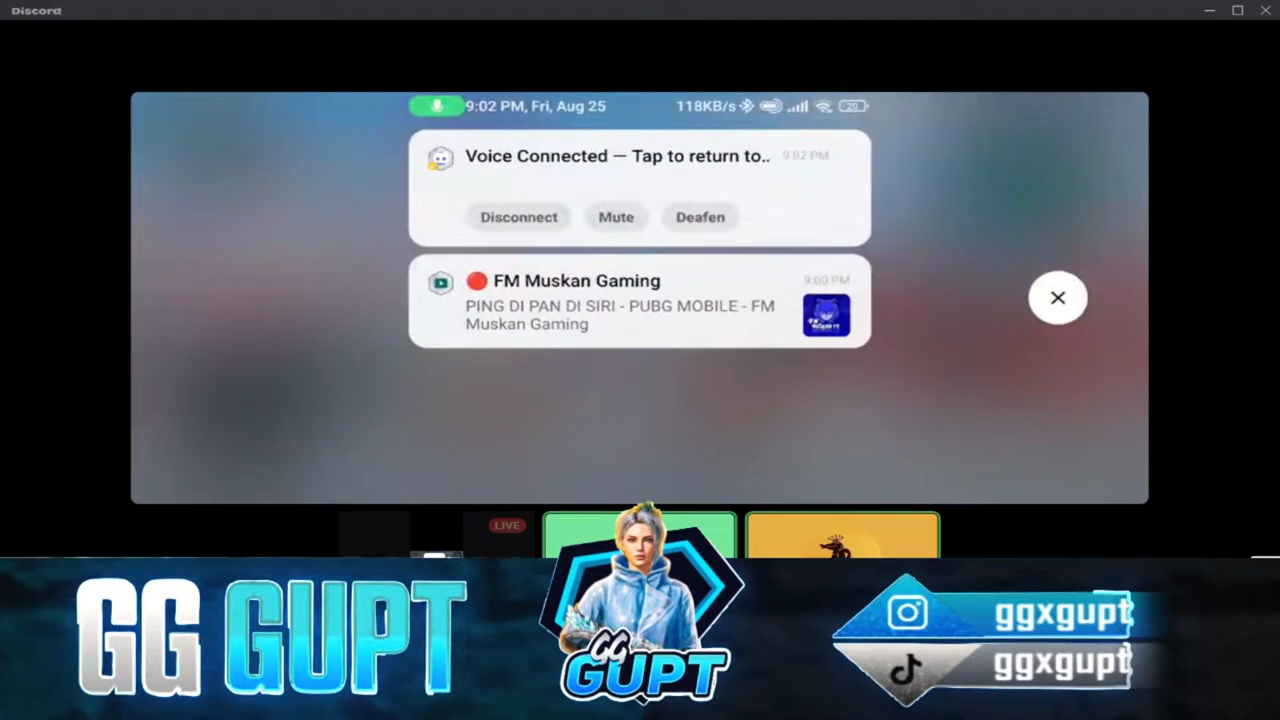 Discord
9:02 PM, Fri, Aug 25
118KB/s
20
Voice Connected — Tap to return to..
9:02 PM
Disconnect
Mute
Deafen
FM Muskan Gaming
9:00 PM
PING DI PAN DI SIRI - PUBG MOBILE - FM
Muskan Gaming
LIVE
GG GUPT
GG
GUPT
ggxgupt
ggxgupt